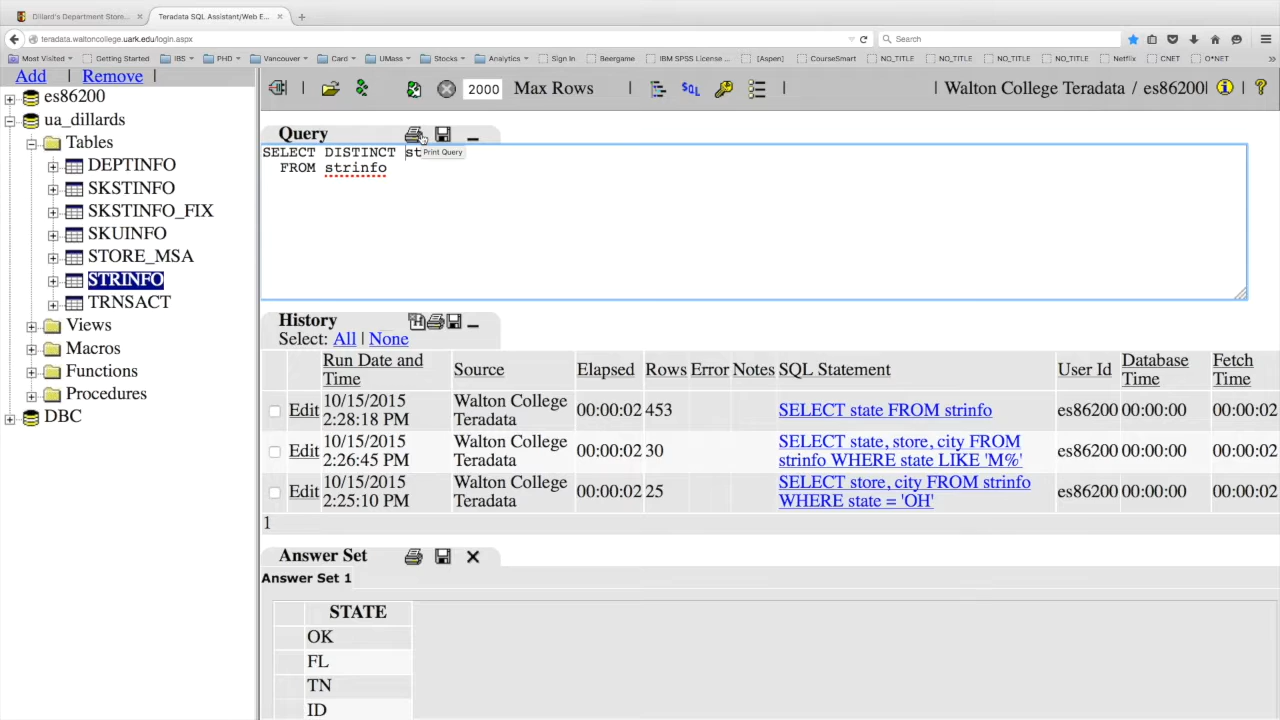 Dillard's Department Store...
Teradata SQL Assistant/Web E...
teradata.waltoncollege.uark.edu/login.aspx
Search
Most Visited
Getting Started
IBS
PHD
Vancouver
Card
UMass
Stocks
Analytics
Sign In
Beergame
IBM SPSS License ...
[Aspen]
CourseSmart
NO_TITLE
NO_TITLE
NO_TITLE
NO_TITLE
Netflix
CNET
O*NET
Add | Remove |
2000 Max Rows
SQL
| Walton College Teradata / es86200
es86200
ua_dillards
Tables
DEPTINFO
SKSTINFO
SKSTINFO_FIX
SKUINFO
STORE_MSA
STRINFO
TRNSACT
Views
Macros
Functions
Procedures
DBC
Query
SELECT DISTINCT st
Print Query
FROM strinfo
History
Select: All | None
Run Date and Time Source Elapsed Rows Error Notes SQL Statement User Id Database Time Fetch Time
Edit 10/15/2015 2:28:18 PM Walton College Teradata 00:00:02 453 SELECT state FROM strinfo es86200 00:00:00 00:00:02
Edit 10/15/2015 2:26:45 PM Walton College Teradata 00:00:02 30 SELECT state, store, city FROM strinfo WHERE state LIKE 'M%' es86200 00:00:00 00:00:02
Edit 10/15/2015 2:25:10 PM Walton College Teradata 00:00:02 25 SELECT store, city FROM strinfo WHERE state = 'OH' es86200 00:00:00 00:00:02
1
Answer Set
Answer Set 1
STATE
OK
FL
TN
ID